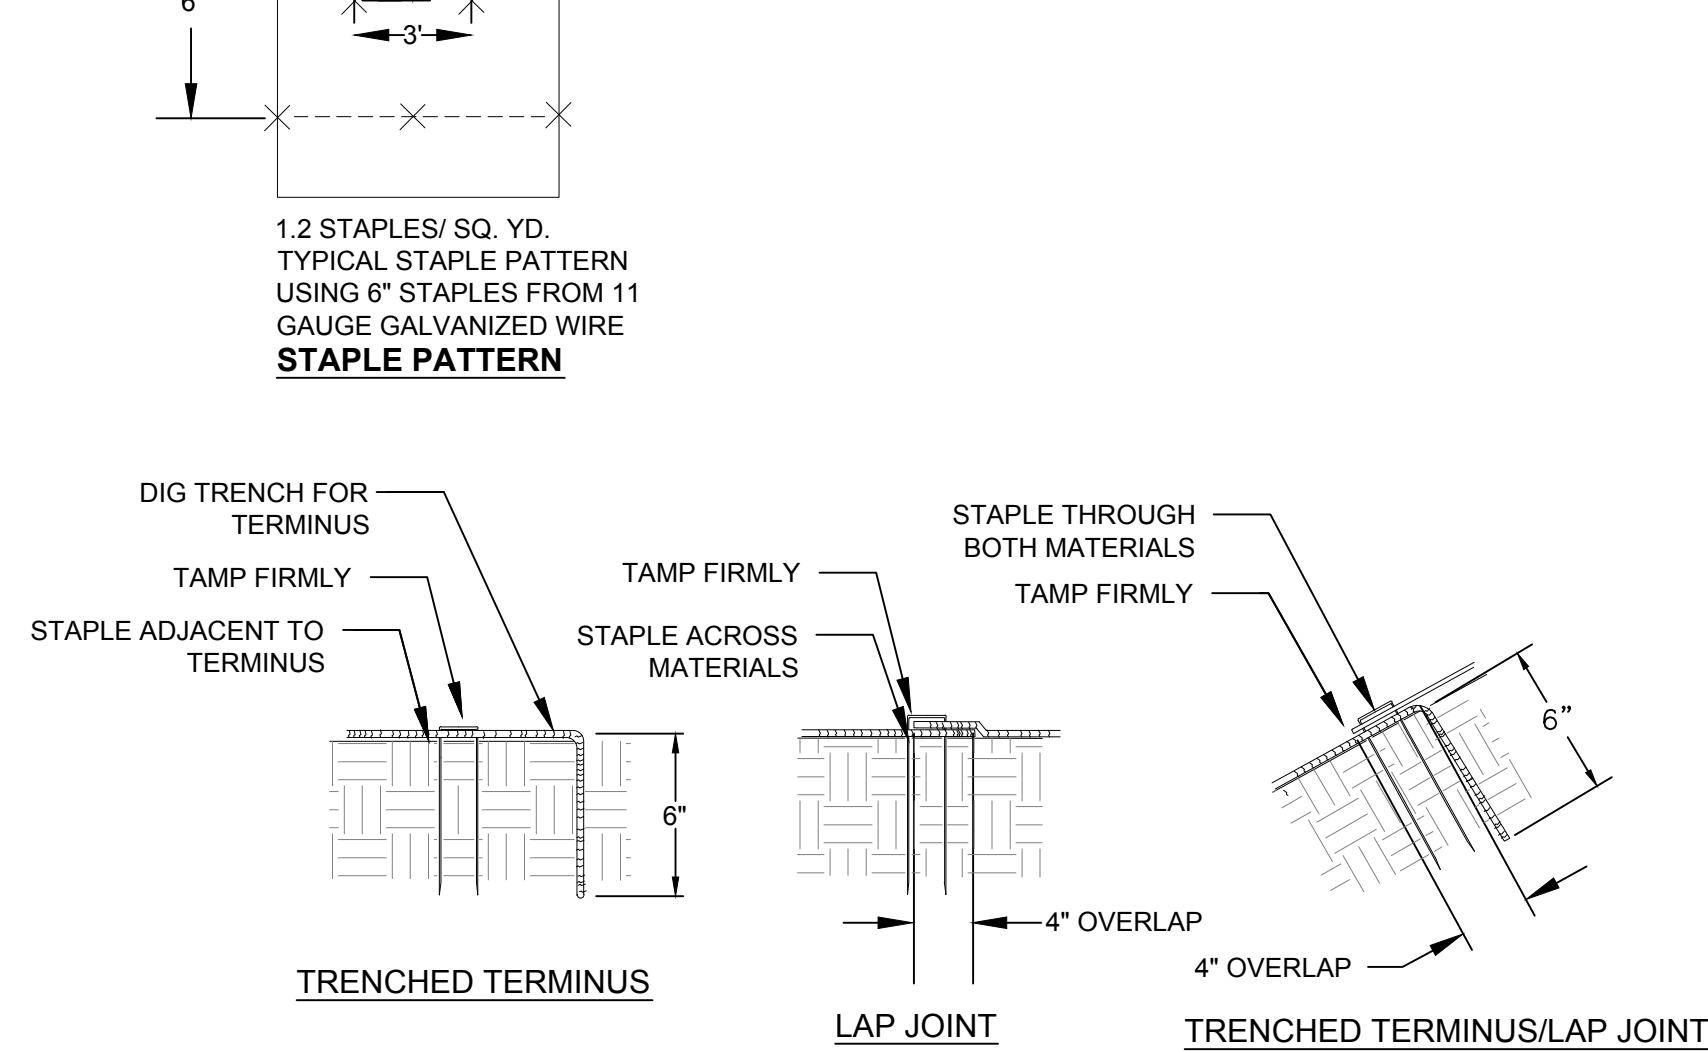 6
3'
1.2 STAPLES/ SQ. YD.
TYPICAL STAPLE PATTERN
USING 6" STAPLES FROM 11
GAUGE GALVANIZED WIRE
STAPLE PATTERN
DIG TRENCH FOR
TERMINUS
TAMP FIRMLY
STAPLE ADJACENT TO
TERMINUS
6"
TRENCHED TERMINUS
TAMP FIRMLY
STAPLE ACROSS
MATERIALS
4" OVERLAP
LAP JOINT
STAPLE THROUGH
BOTH MATERIALS
TAMP FIRMLY
6”
4" OVERLAP
TRENCHED TERMINUS/LAP JOINT